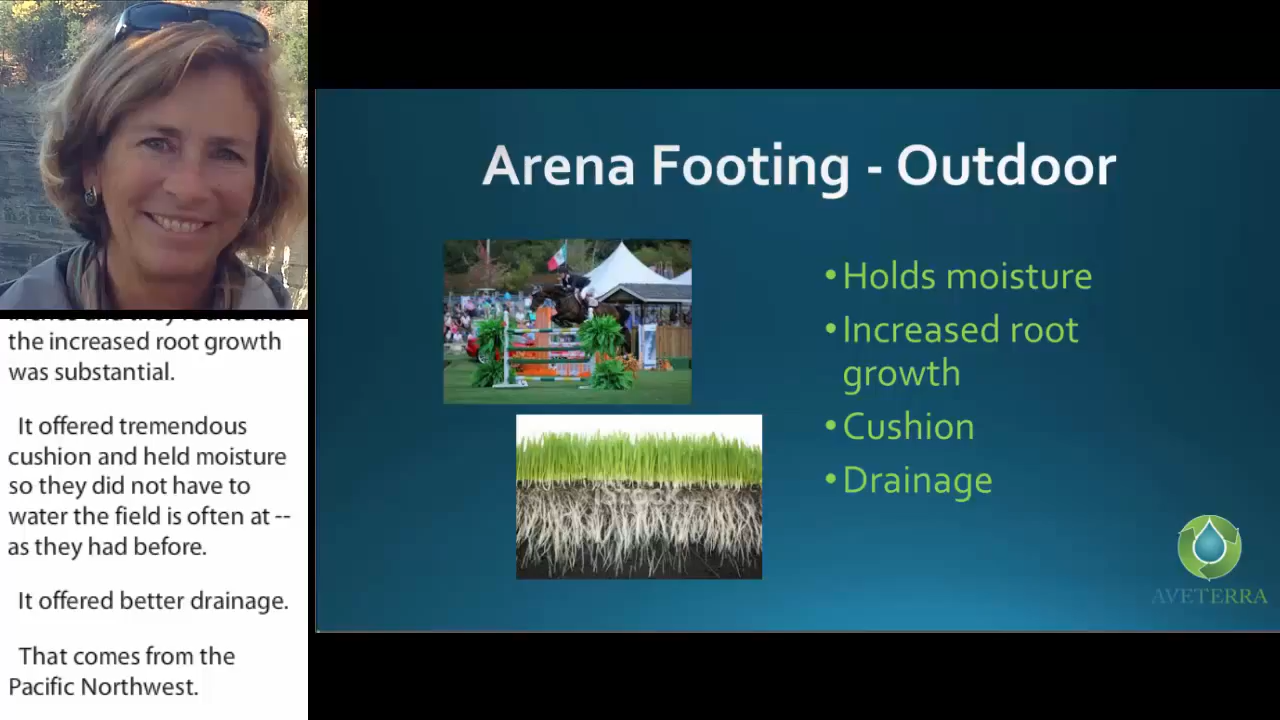 the increased root growth
was substantial.
It offered tremendous
cushion and held moisture
so they did not have to
water the field is often at --
as they had before.
It offered better drainage.
That comes from the
Pacific Northwest.
Arena Footing - Outdoor
•Holds moisture
•Increased root
growth
•Cushion
•Drainage
iStock
AVETERRA